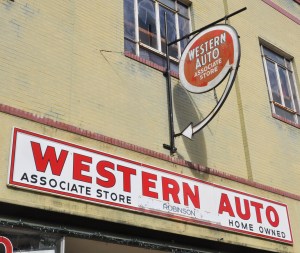 WESTERN
AUTO
ASSOCIATE
STORE
WESTERN AUTO
ASSOCIATE STORE ROBINSON HOME OWNED